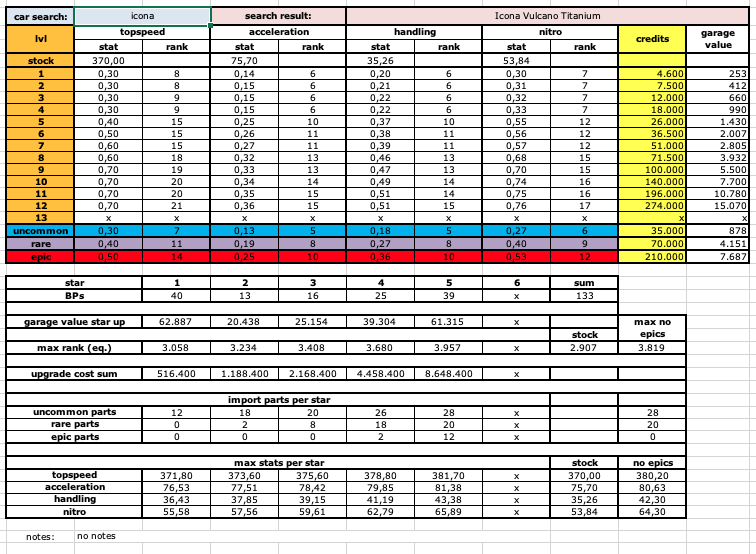 car search: icona search result: Icona Vulcano Titanium
lvl topspeed acceleration handling nitro credits garage value
stat rank stat rank stat rank stat rank
stock 370,00 75,70 35,26 53,84
1 0,30 8 0,14 6 0,20 6 0,30 7 4.600 253
2 0,30 8 0,15 6 0,21 6 0,31 7 7.500 412
3 0,30 9 0,15 6 0,22 6 0,32 7 12.000 660
4 0,30 9 0,15 6 0,22 6 0,33 7 18.000 990
5 0,40 15 0,25 10 0,37 10 0,55 12 26.000 1.430
6 0,50 15 0,26 11 0,38 11 0,56 12 36.500 2.007
7 0,60 15 0,27 11 0,39 11 0,57 12 51.000 2.805
8 0,60 18 0,32 13 0,46 13 0,68 15 71.500 3.932
9 0,70 19 0,33 13 0,47 13 0,70 15 100.000 5.500
10 0,70 20 0,34 14 0,49 14 0,74 16 140.000 7.700
11 0,70 20 0,35 15 0,51 14 0,75 16 196.000 10.780
12 0,70 21 0,36 15 0,51 15 0,76 17 274.000 15.070
13 x x x x x x x x x x
uncommon 0,30 7 0,13 5 0,18 5 0,27 6 35.000 878
rare 0,40 11 0,19 8 0,27 8 0,40 9 70.000 4.151
epic 0,50 14 0,25 10 0,36 10 0,53 12 210.000 7.687
star 1 2 3 4 5 6 sum
BPs 40 13 16 25 39 x 133
garage value star up 62.887 20.438 25.154 39.304 61.315 x max no epics
stock
max rank (eq.) 3.058 3.234 3.408 3.680 3.957 x 2.907 3.819
upgrade cost sum 516.400 1.188.400 2.168.400 4.458.400 8.648.400 x
import parts per star
uncommon parts 12 18 20 26 28 x 28
rare parts 0 2 8 18 20 x 20
epic parts 0 0 0 2 12 x 0
max stats per star stock no epics
topspeed 371,80 373,60 375,60 378,80 381,70 x 370,00 380,20
acceleration 76,53 77,51 78,42 79,85 81,38 x 75,70 80,63
handling 36,43 37,85 39,15 41,19 43,38 x 35,26 42,30
nitro 55,58 57,56 59,61 62,79 65,89 x 53,84 64,30
notes: no notes